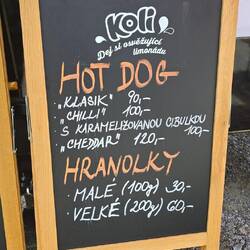 Koli
Dej si osvěžující
limonádu
HOT DOG
• "KLASIK" 90,-
• "CHILLI" 100,-
• S KARAMELIZOVANOU CIBULKOU
100,-
• "CHEDDAR" 120,-
HRANOLKY
• MALÉ (100g) 30,-
• VELKÉ (200g) 60,-